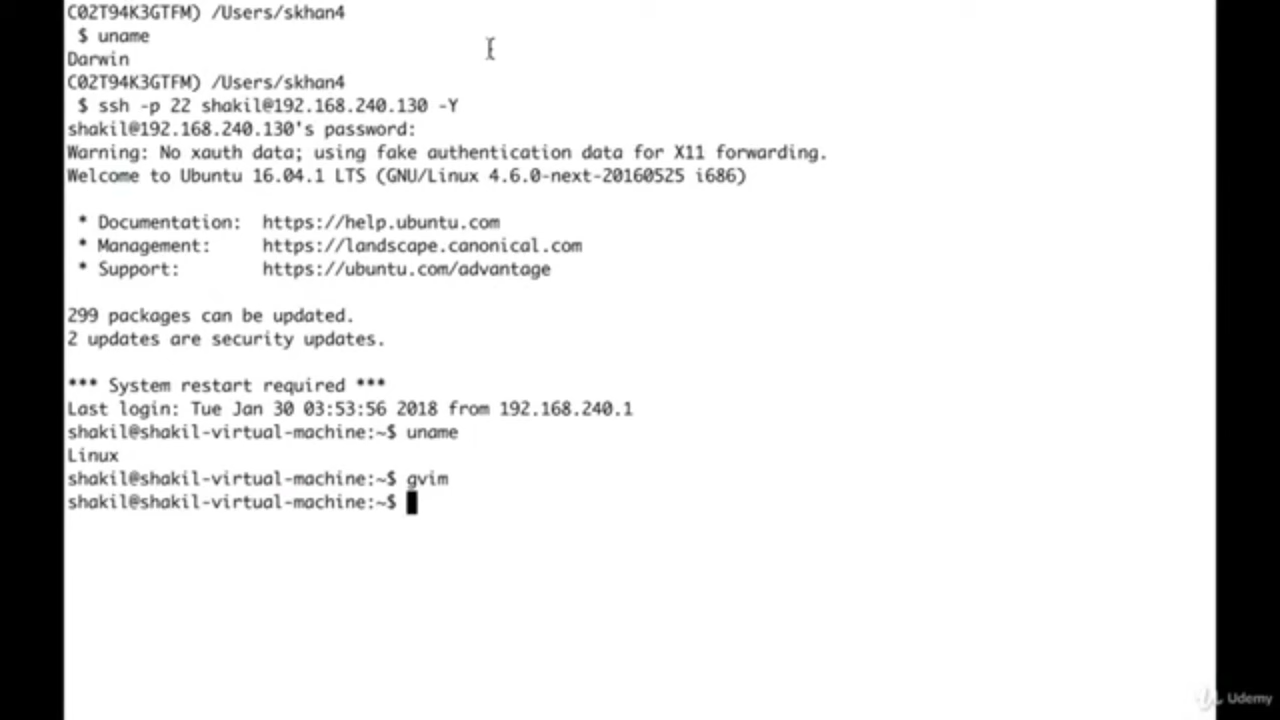 C02T94K3GTFM) /Users/skhan4
$ uname
Darwin
C02T94K3GTFM) /Users/skhan4
$ ssh -p 22 shakil@192.168.240.130 -Y
shakil@192.168.240.130's password:
Warning: No xauth data; using fake authentication data for X11 forwarding.
Welcome to Ubuntu 16.04.1 LTS (GNU/Linux 4.6.0-next-20160525 i686)
* Documentation:  https://help.ubuntu.com
* Management:     https://landscape.canonical.com
* Support:        https://ubuntu.com/advantage
299 packages can be updated.
2 updates are security updates.
*** System restart required ***
Last login: Tue Jan 30 03:53:56 2018 from 192.168.240.1
shakil@shakil-virtual-machine:~$ uname
Linux
shakil@shakil-virtual-machine:~$ gvim
shakil@shakil-virtual-machine:~$
Udemy